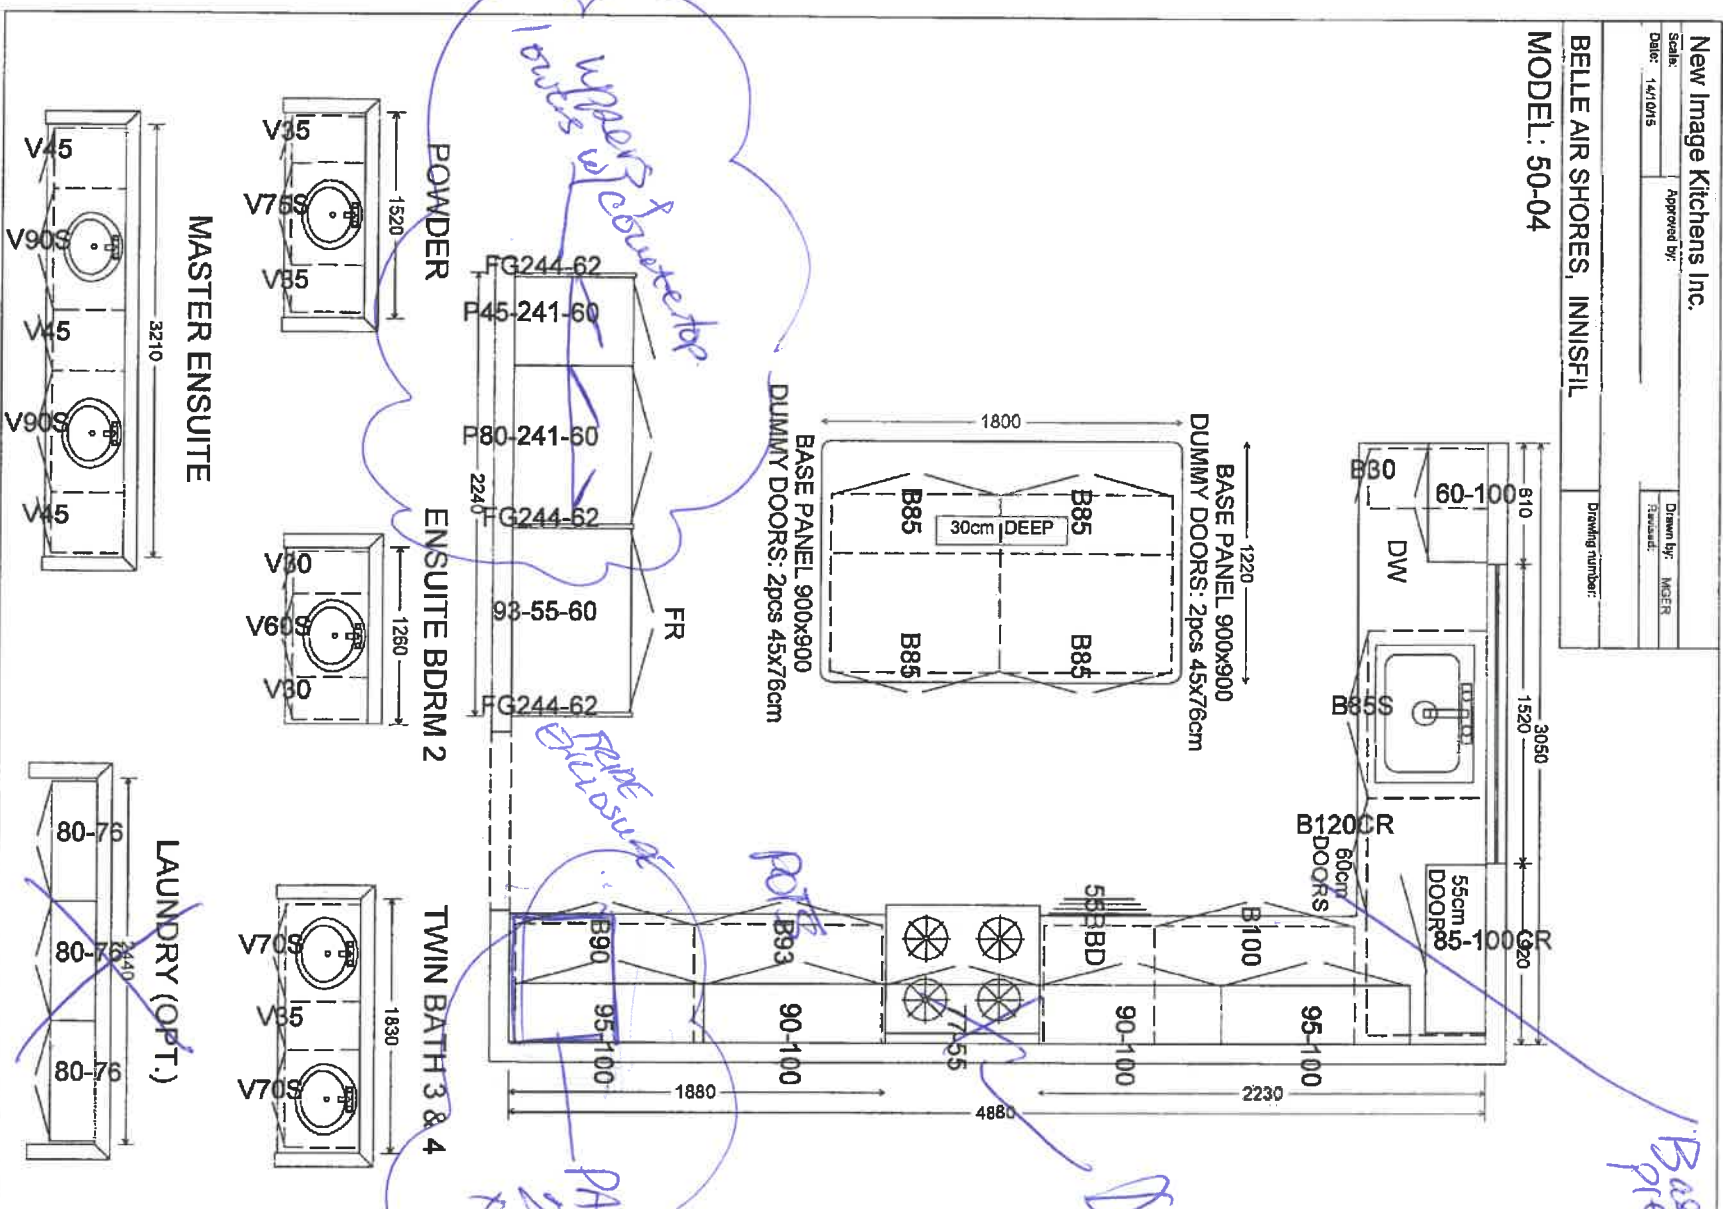 New Image Kitchens Inc.
Scale:
Approved by:
Drawn by: MGER
Date: 14/10/15
Revised:
BELLE AIR SHORES, INNISFIL
Drawing number:
MODEL: 50-04
3050
610
1520
920
B30
60-100
DW
B85S
B120CR
60cm
DOORS
55cm
DOOR
85-100CR
BASE PANEL 900x900
DUMMY DOORS: 2pcs 45x76cm
1220
1800
B85
B85
30cm DEEP
B85
B85
BASE PANEL 900x900
DUMMY DOORS: 2pcs 45x76cm
uppers &
lowers w/ countertop
FG244-62
P45-241-60
P80-241-60
2240
FG244-62
93-55-60
FR
FG244-62
FRIDGE
ENCLOSURE
POTS
B90
B93
55BBD
B100
95-100
90-100
77-55
90-100
95-100
1880
2230
4880
PA
Bas
pre
POWDER
V35
V75S
V35
1520
ENSUITE BDRM 2
V30
V60S
V30
1260
TWIN BATH 3 & 4
V70S
V35
V70S
1830
MASTER ENSUITE
V45
V90S
V45
V90S
V45
3210
LAUNDRY (OPT.)
80-76
80-76
80-76
2440